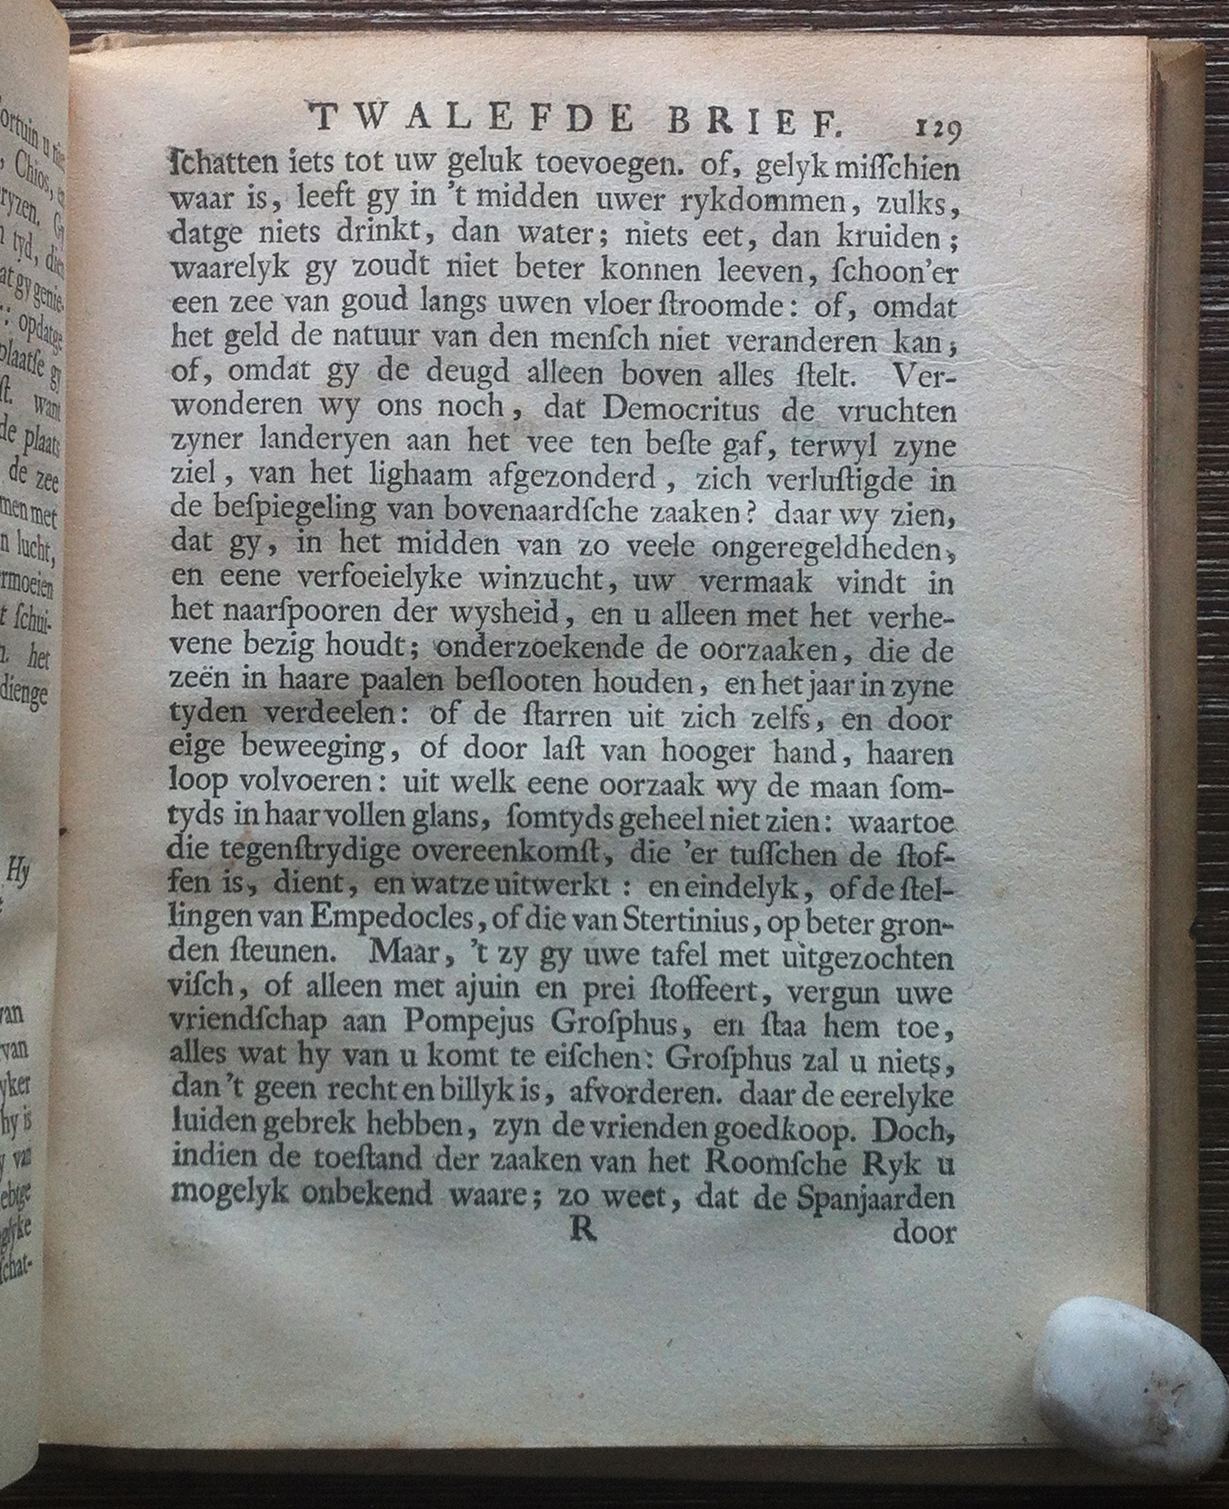 TWALEFDE BRIEF. 129
ſchatten iets tot uw geluk toevoegen. of, gelyk miſſchien
waar is, leeft gy in 't midden uwer rykdommen, zulks,
datge niets drinkt, dan water; niets eet, dan kruiden;
waarelyk gy zoudt niet beter konnen leeven, ſchoon'er
een zee van goud langs uwen vloer ſtroomde: of, omdat
het geld de natuur van den menſch niet veranderen kan;
of, omdat gy de deugd alleen boven alles ſtelt. Ver-
wonderen wy ons noch, dat Democritus de vruchten
zyner landeryen aan het vee ten beſte gaf, terwyl zyne
ziel, van het lighaam afgezonderd, zich verluſtigde in
de beſpiegeling van bovenaardſche zaaken? daar wy zien,
dat gy, in het midden van zo veele ongeregeldheden,
en eene verfoeielyke winzucht, uw vermaak vindt in
het naarſpooren der wysheid, en u alleen met het verhe-
vene bezig houdt; onderzoekende de oorzaaken, die de
zeën in haare paalen beſlooten houden, en het jaar in zyne
tyden verdeelen: of de ſtarren uit zich zelfs, en door
eige beweeging, of door laſt van hooger hand, haaren
loop volvoeren: uit welk eene oorzaak wy de maan ſom-
tyds in haar vollen glans, ſomtyds geheel niet zien: waartoe
die tegenſtrydige overeenkomſt, die 'er tuſſchen de ſtof-
fen is, dient, en watze uitwerkt: en eindelyk, of de ſtel-
lingen van Empedocles, of die van Stertinius, op beter gron-
den ſteunen. Maar, 't zy gy uwe tafel met uitgezochten
viſch, of alleen met ajuin en prei ſtoffeert, vergun uwe
vriendſchap aan Pompejus Groſphus, en ſtaa hem toe,
alles wat hy van u komt te eiſchen: Groſphus zal u niets,
dan 't geen recht en billyk is, afvorderen. daar de eerelyke
luiden gebrek hebben, zyn de vrienden goedkoop. Doch,
indien de toeſtand der zaaken van het Roomſche Ryk u
mogelyk onbekend waare; zo weet, dat de Spanjaarden
R door